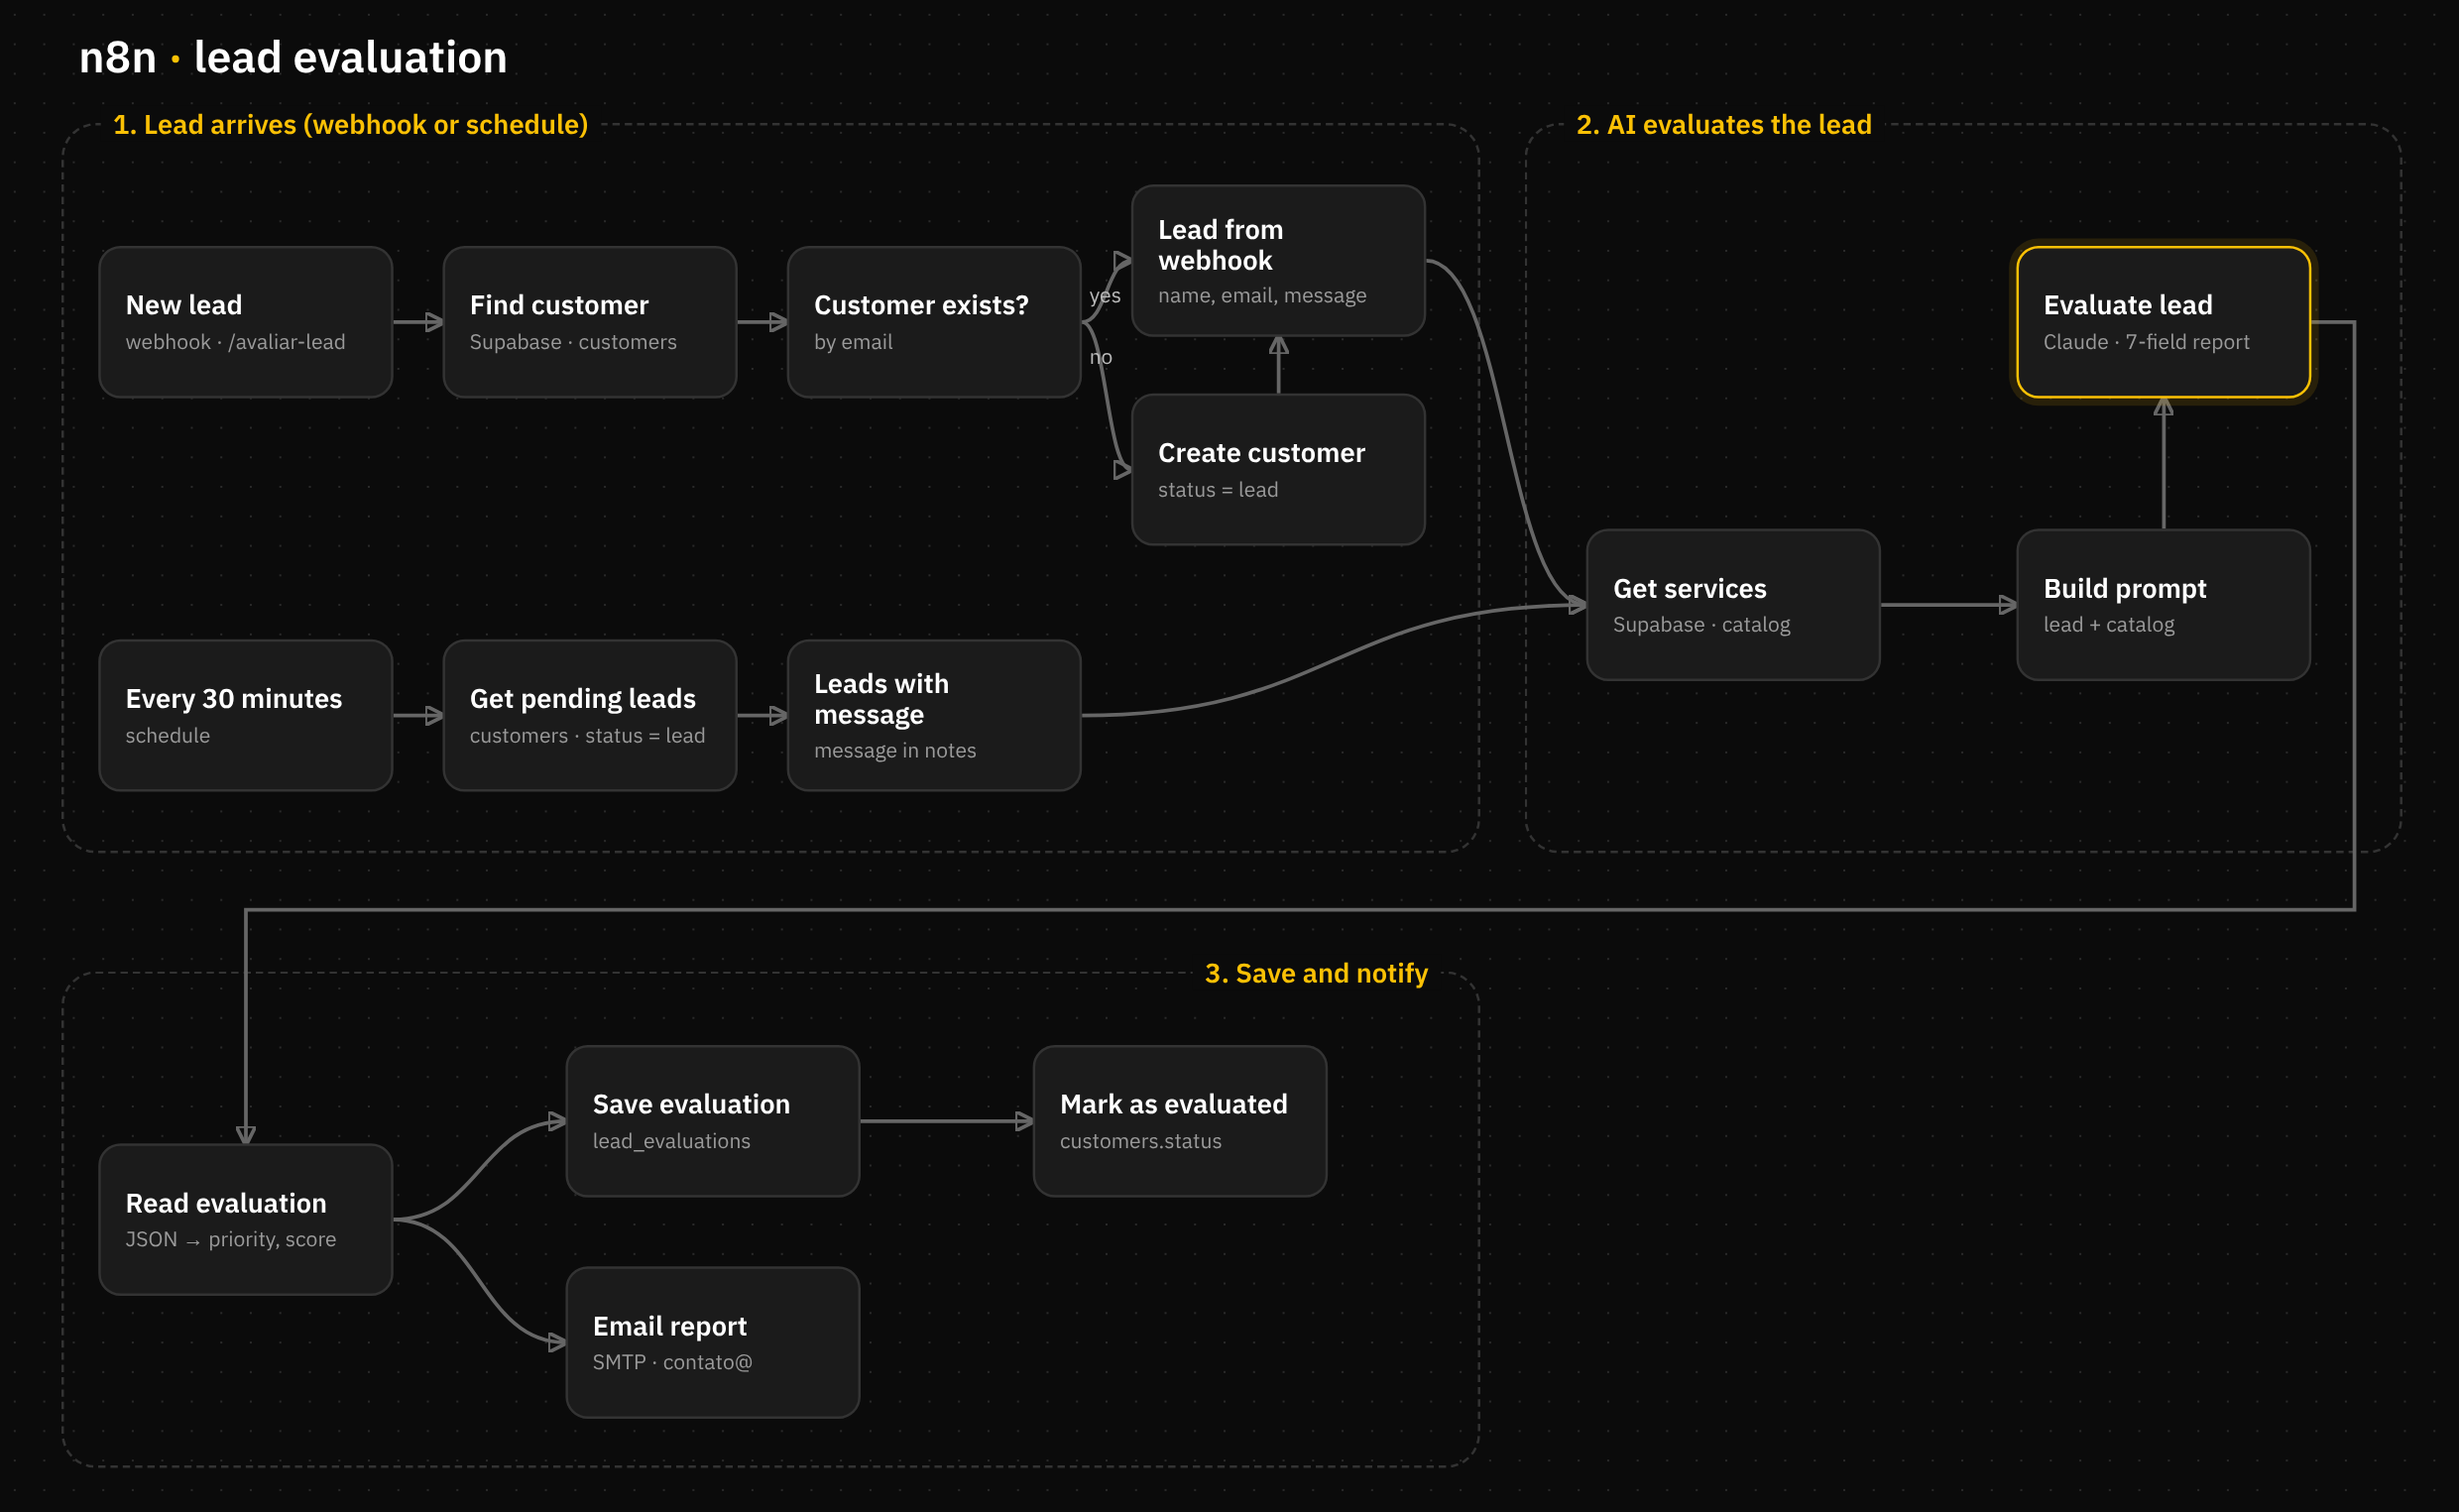 n8n · lead evaluation
1. Lead arrives (webhook or schedule)
New lead
webhook · /avaliar-lead
Find customer
Supabase · customers
Customer exists?
by email
yes
no
Lead from
webhook
name, email, message
Create customer
status = lead
Every 30 minutes
schedule
Get pending leads
customers · status = lead
Leads with
message
message in notes
2. AI evaluates the lead
Get services
Supabase · catalog
Build prompt
lead + catalog
Evaluate lead
Claude · 7-field report
3. Save and notify
Read evaluation
JSON → priority, score
Save evaluation
lead_evaluations
Mark as evaluated
customers.status
Email report
SMTP · contato@